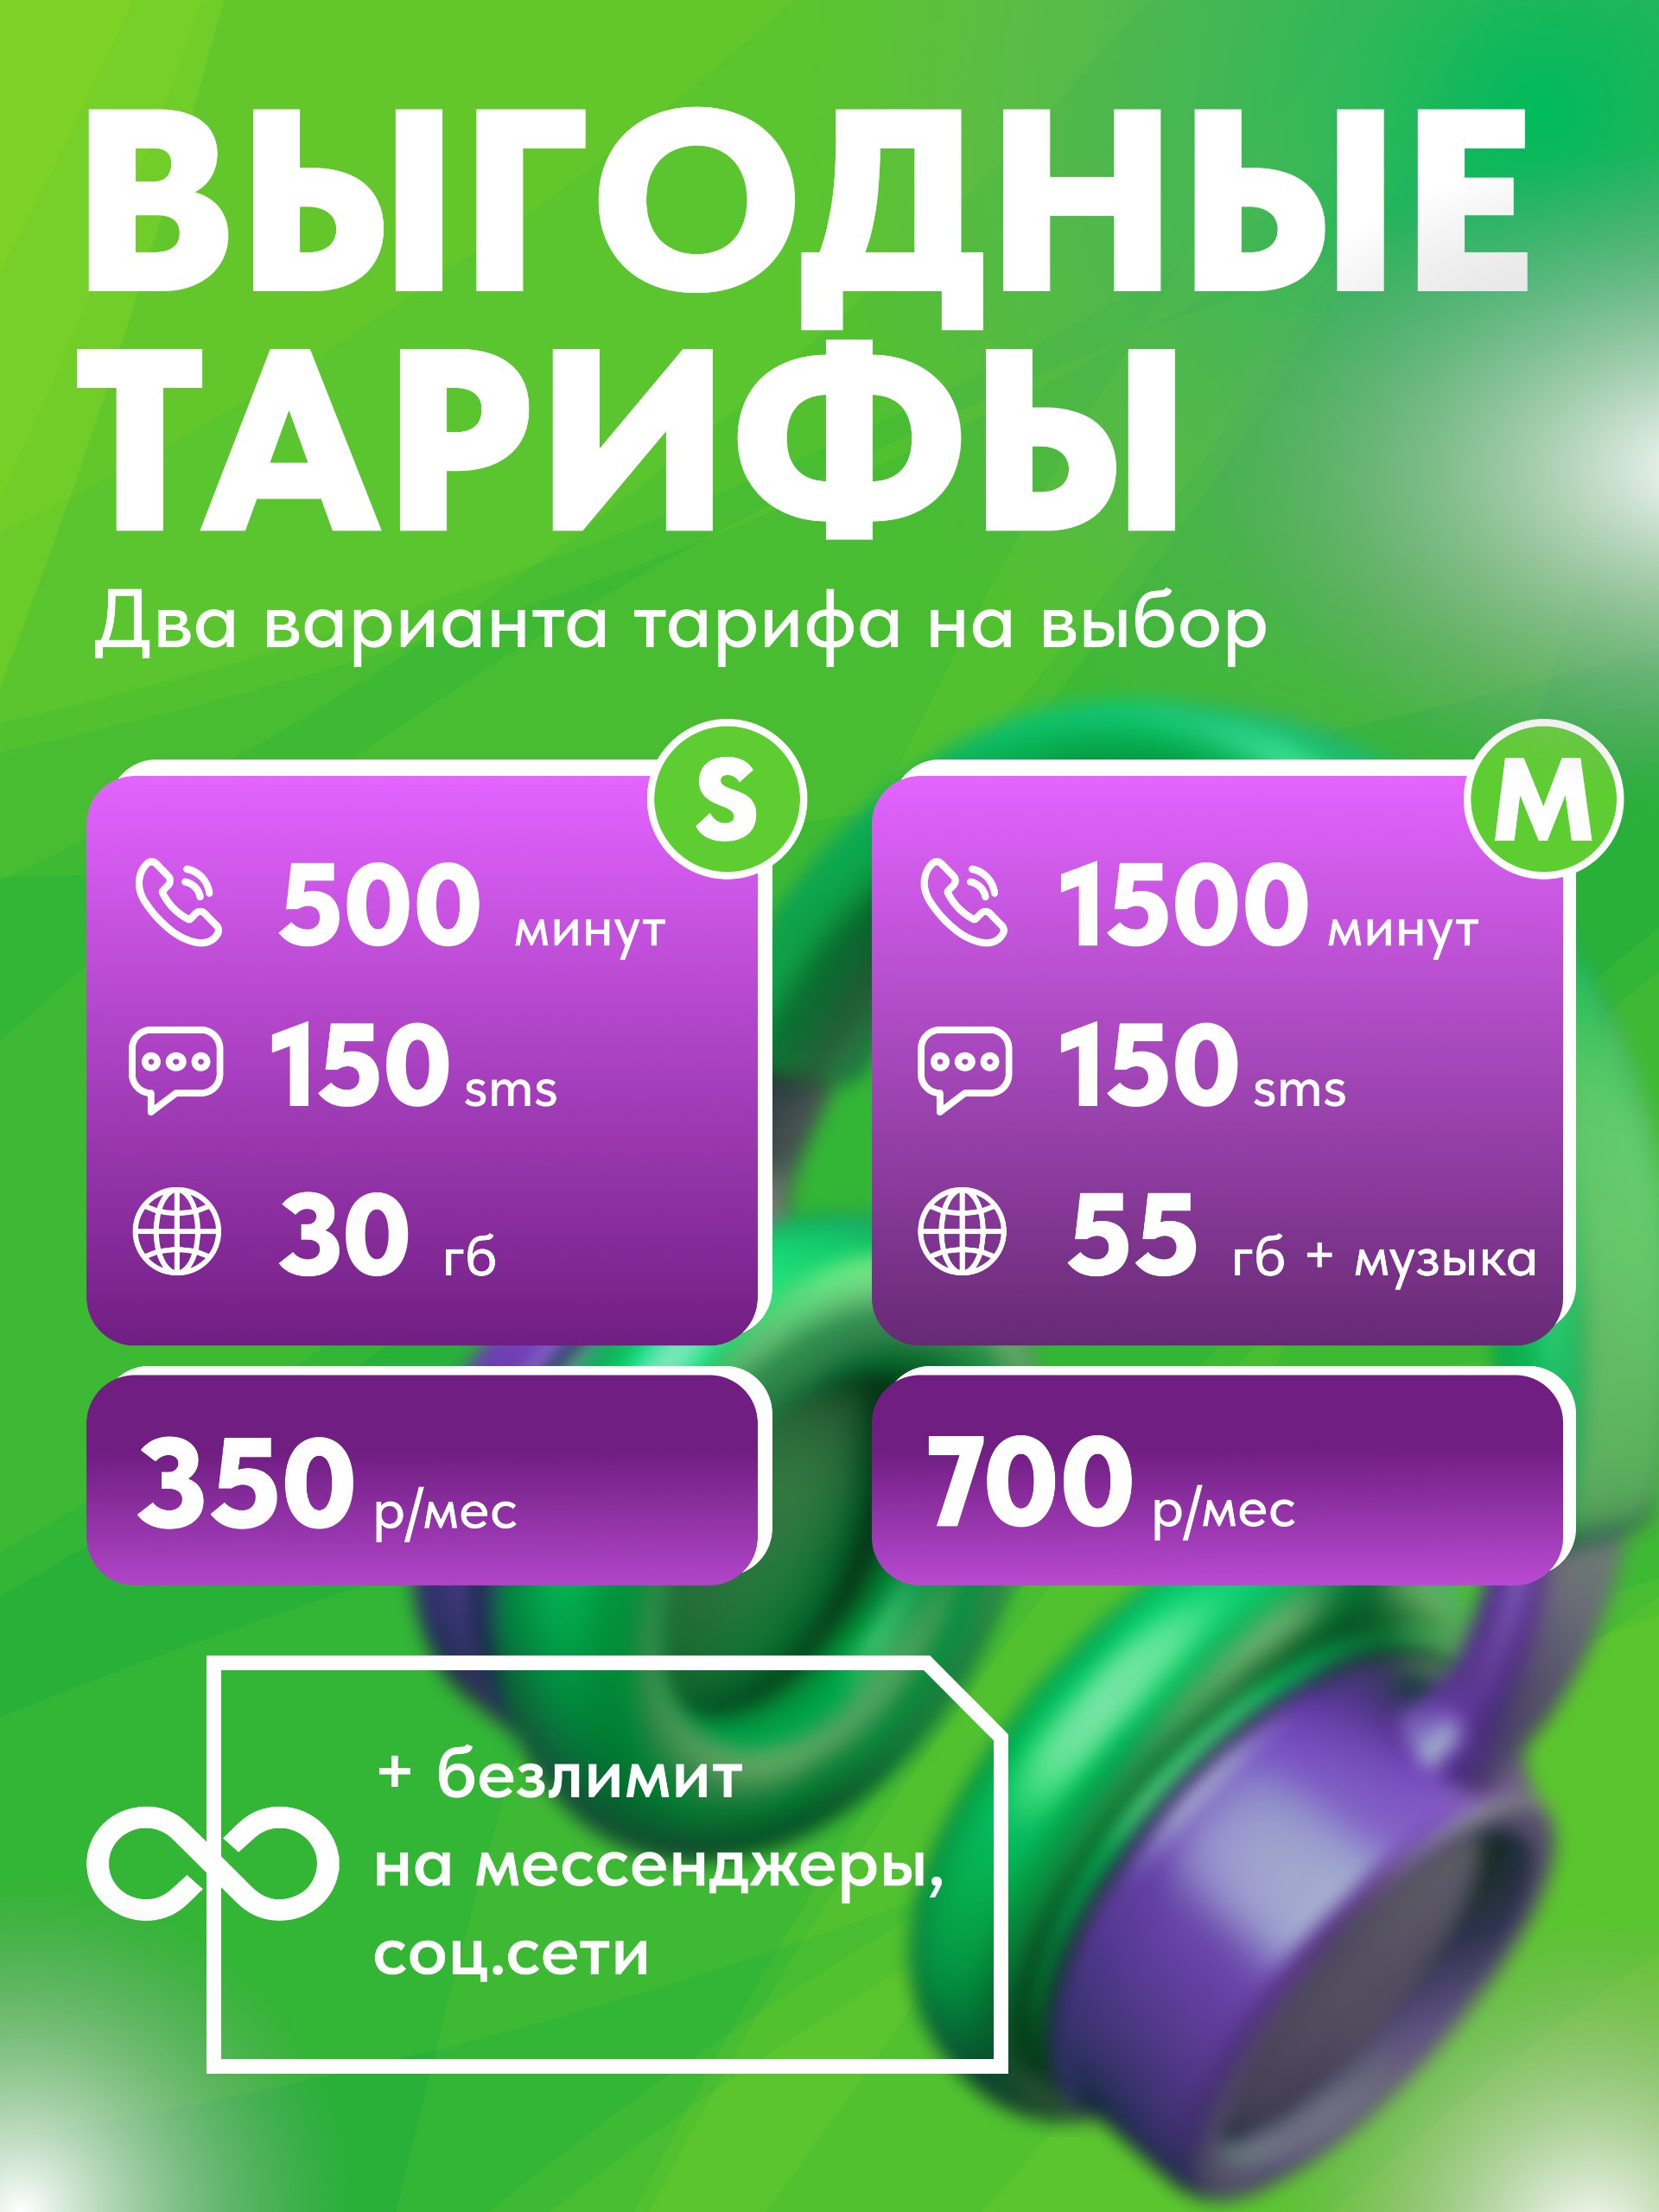 ВЫГОДНЫЕ
ТАРИФЫ
Два варианта тарифа на выбор
S
500 минут
150 sms
30 гб
350 р/мес
M
1500 минут
150 sms
55 гб + музыка
700 р/мес
+ безлимит
на мессенджеры,
соц.сети